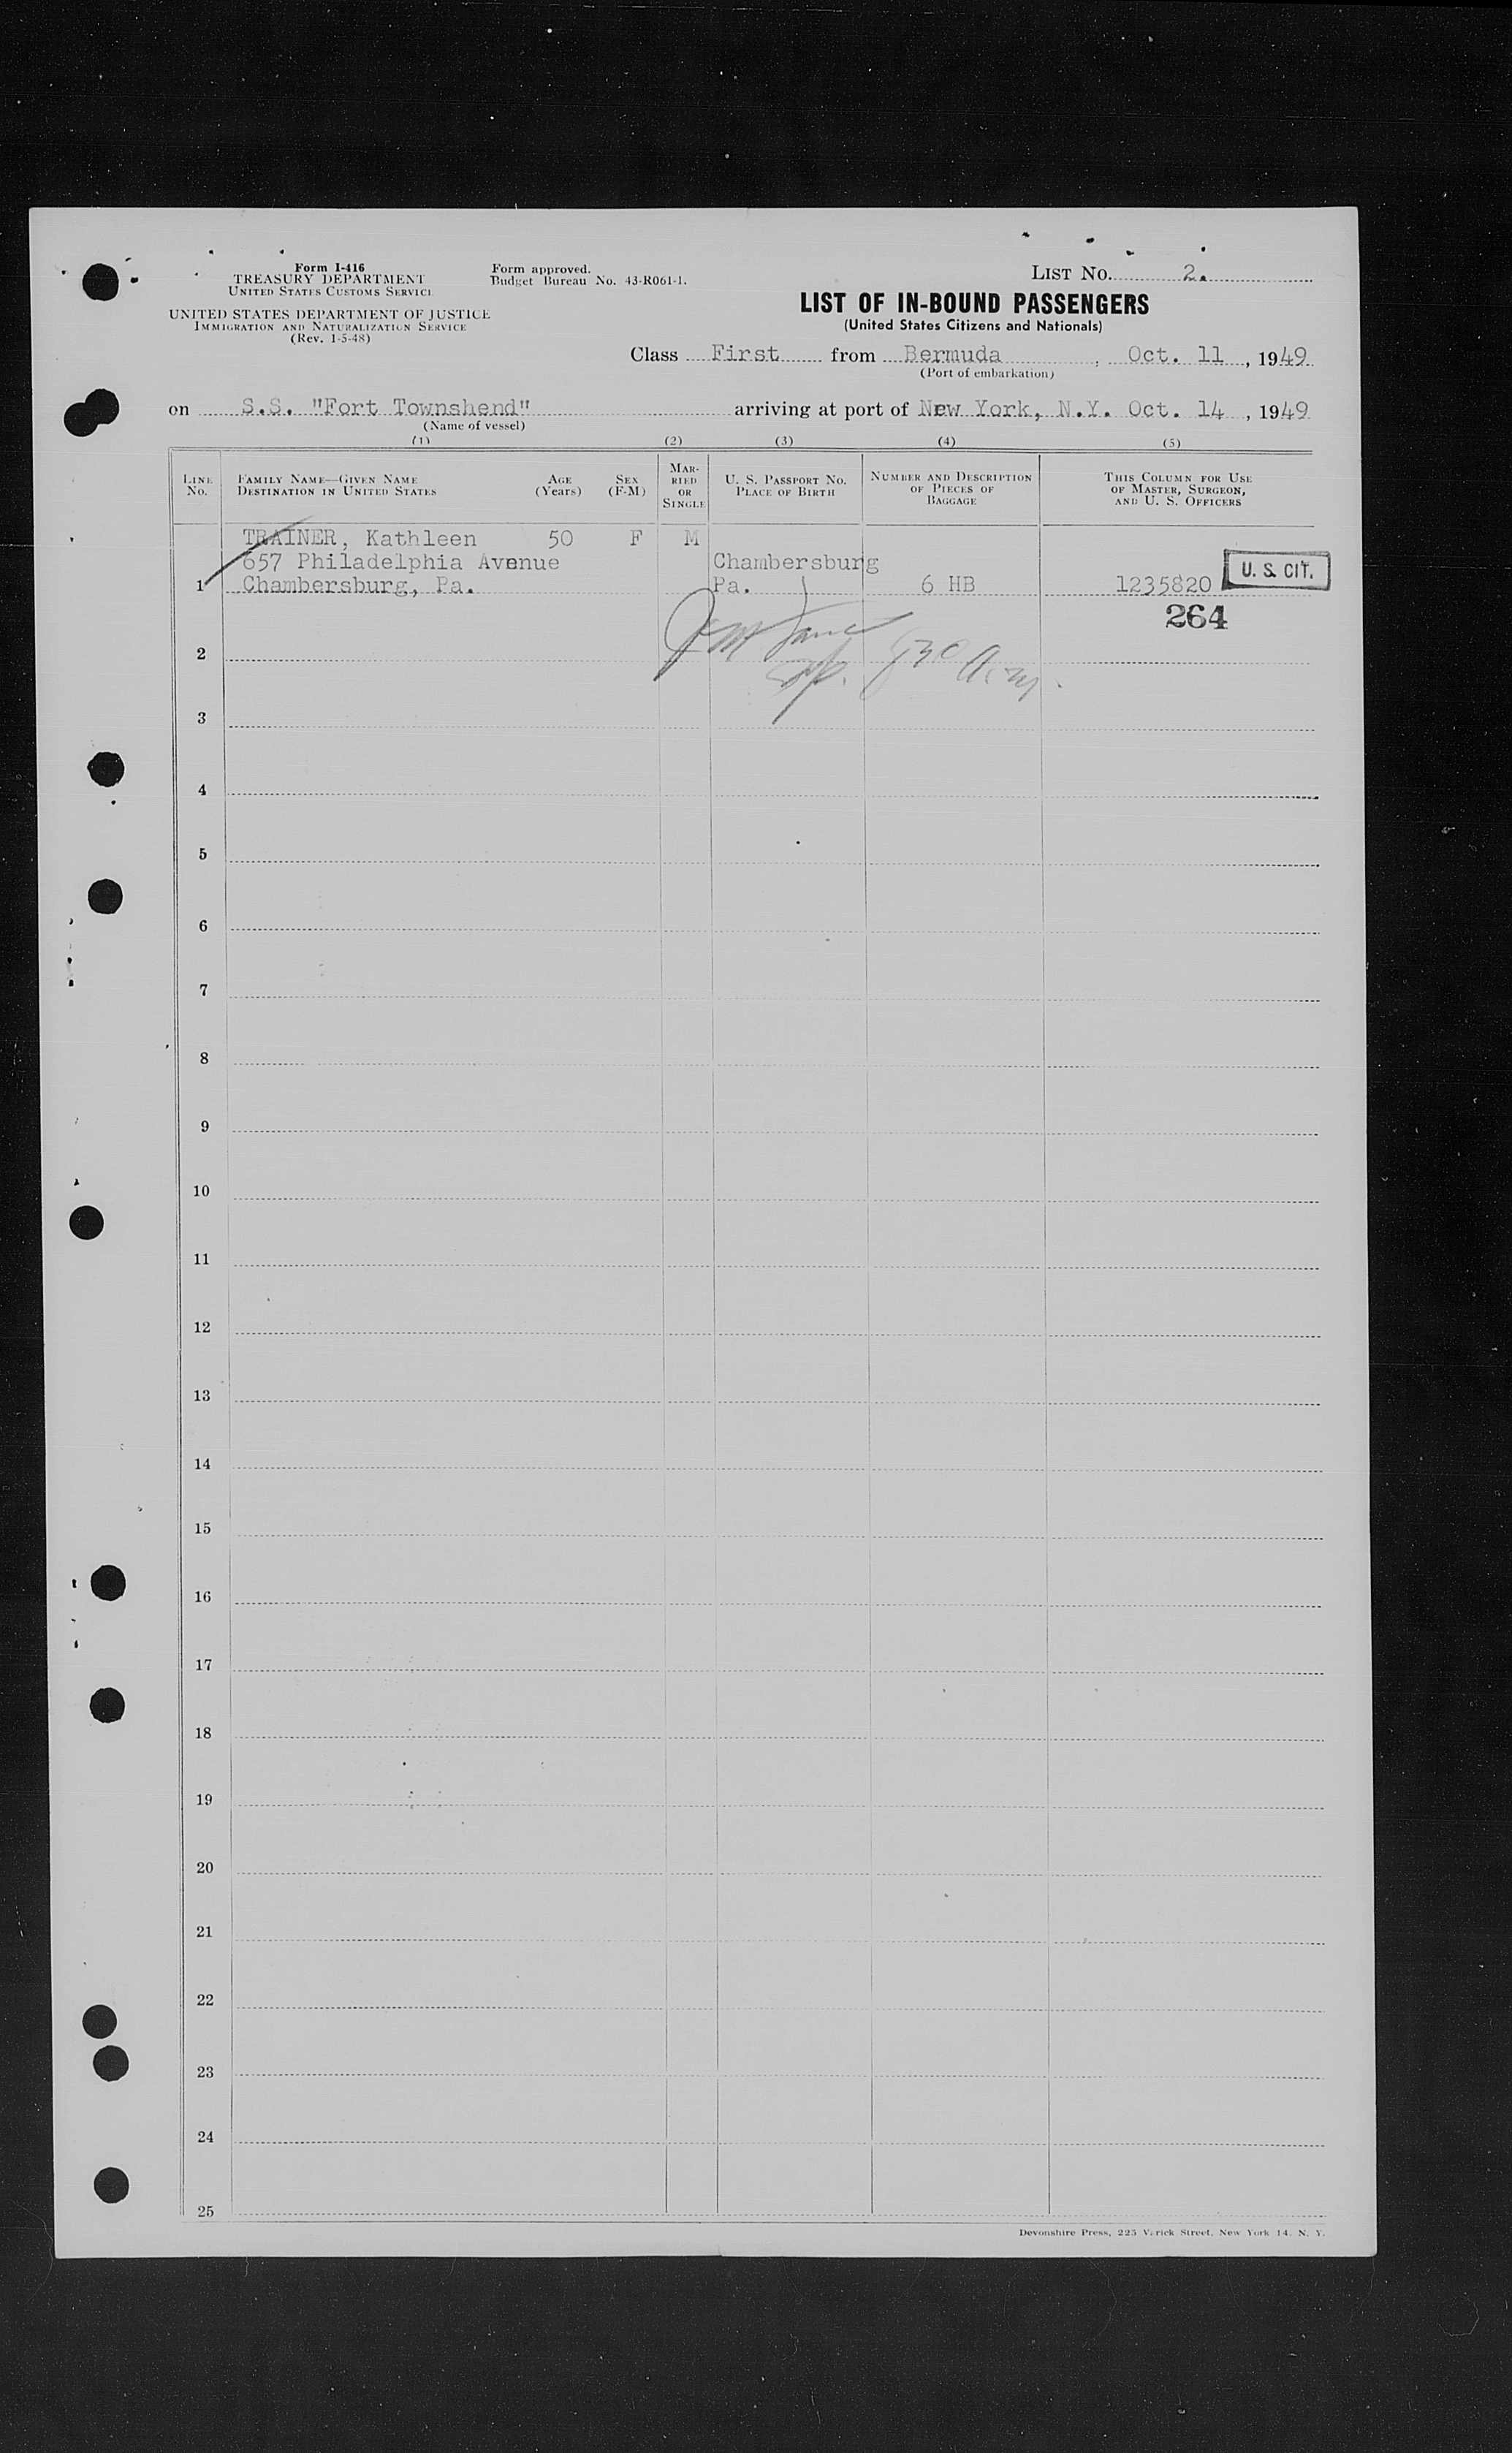 Form I-416
TREASURY DEPARTMENT
UNITED STATES CUSTOMS SERVICE
UNITED STATES DEPARTMENT OF JUSTICE
IMMIGRATION AND NATURALIZATION SERVICE
(Rev. 1-5-48)
Form approved.
Budget Bureau No. 43-R061-1.
LIST NO. 2.
LIST OF IN-BOUND PASSENGERS
(United States Citizens and Nationals)
Class First from Bermuda, Oct. 11, 1949
(Port of embarkation)
on S.S. "Fort Townshend" arriving at port of New York, N.Y. Oct. 14, 1949
(Name of vessel)
(1) (2) (3) (4) (5)
LINE NO.
FAMILY NAME—GIVEN NAME
DESTINATION IN UNITED STATES
AGE (Years)
SEX (F-M)
MARRIED OR SINGLE
U. S. PASSPORT NO.
PLACE OF BIRTH
NUMBER AND DESCRIPTION OF PIECES OF BAGGAGE
THIS COLUMN FOR USE OF MASTER, SURGEON, AND U. S. OFFICERS
TRAINER, Kathleen 50 F M
657 Philadelphia Avenue Chambersburg
1 Chambersburg, Pa. Pa. 6 HB 1235820 U. S. CIT.
264
2
3
4
5
6
7
8
9
10
11
12
13
14
15
16
17
18
19
20
21
22
23
24
25
Devonshire Press, 225 Varick Street, New York 14, N. Y.